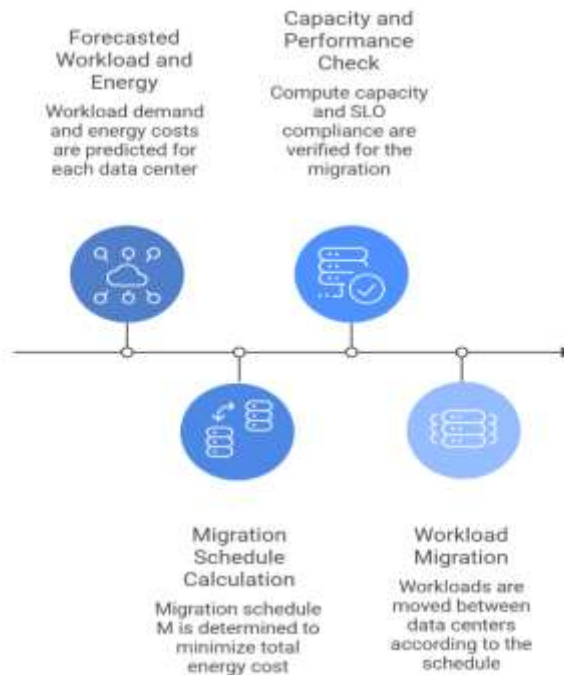 Forecasted
Workload and
Energy
Workload demand
and energy costs
are predicted for
each data center
Capacity and
Performance
Check
Compute capacity
and SLO
compliance are
verified for the
migration
Migration
Schedule
Calculation
Migration schedule
M is determined to
minimize total
energy cost
Workload
Migration
Workloads are
moved between
data centers
according to the
schedule